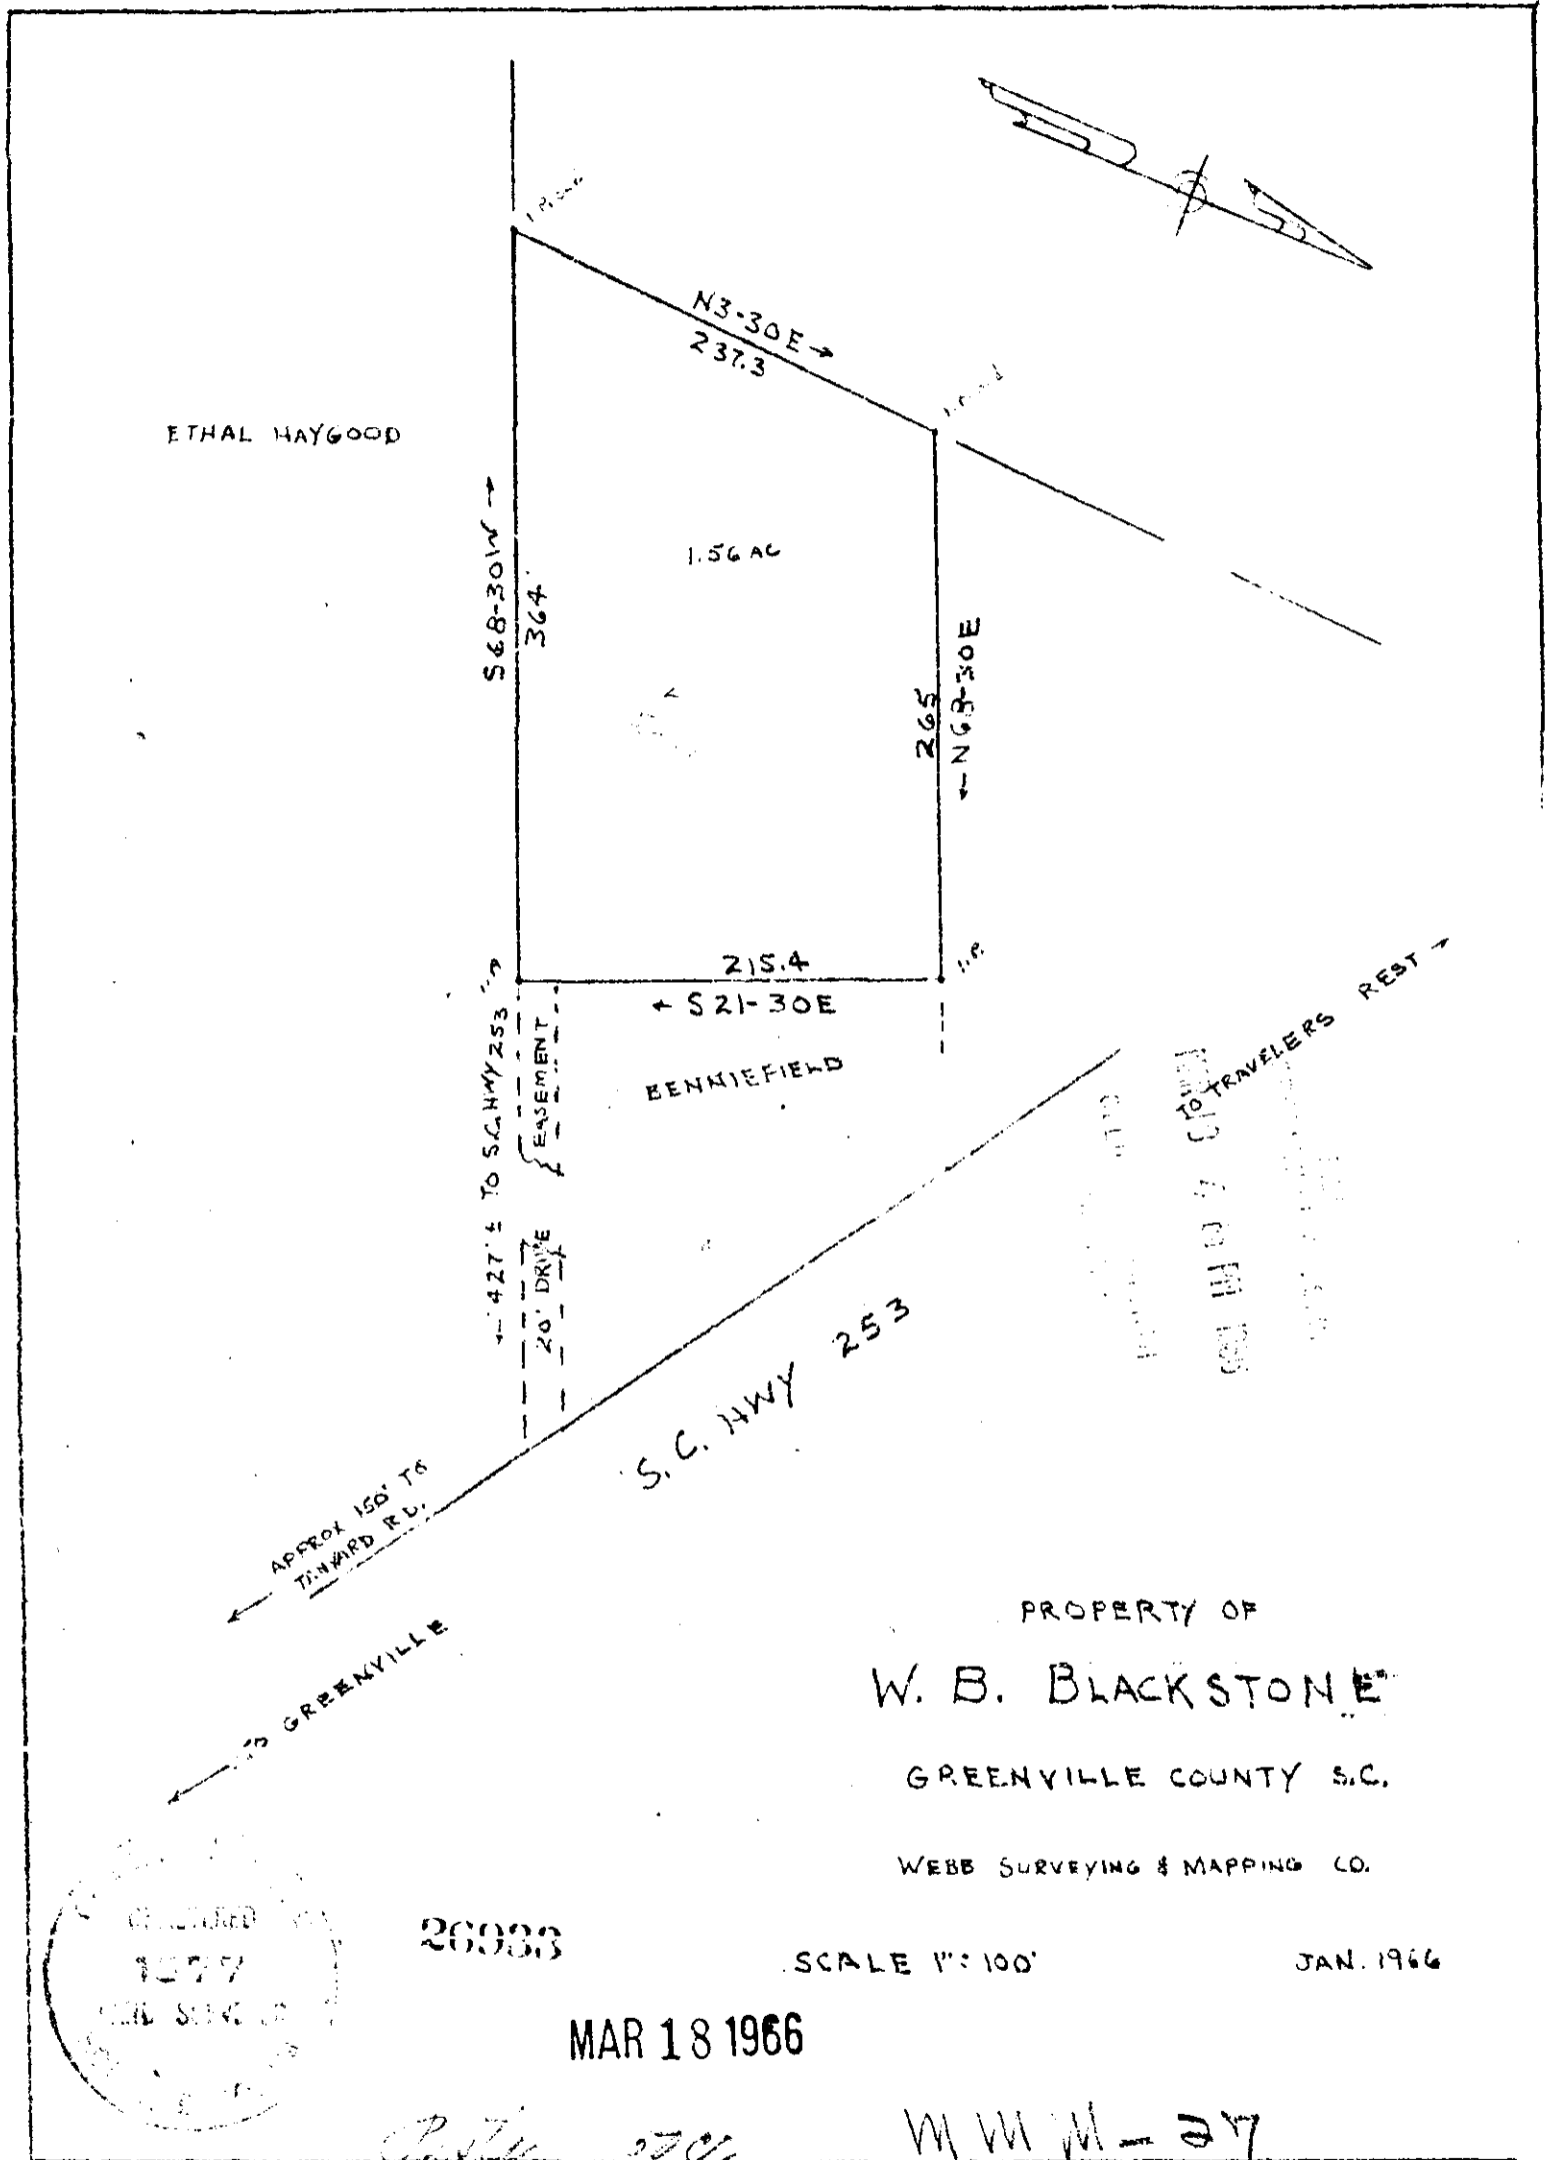 N3-30E →
237.3
ETHAL HAYGOOD
1.56 AC
S68-30W →
364'
265
← N68-30E
215.4
← S21-30E
I.P.
← 427' ± TO S.C. HWY 253
EASEMENT
20' DRIVE
BENNIEFIELD
TO TRAVELERS REST →
S.C. HWY 253
APPROX 150' TO
RD.
TO GREENVILLE
PROPERTY OF
W. B. BLACKSTONE
GREENVILLE COUNTY S.C.
WEBB SURVEYING & MAPPING CO.
1277
26933
SCALE 1": 100'
JAN. 1966
MAR 18 1966
MMM-27